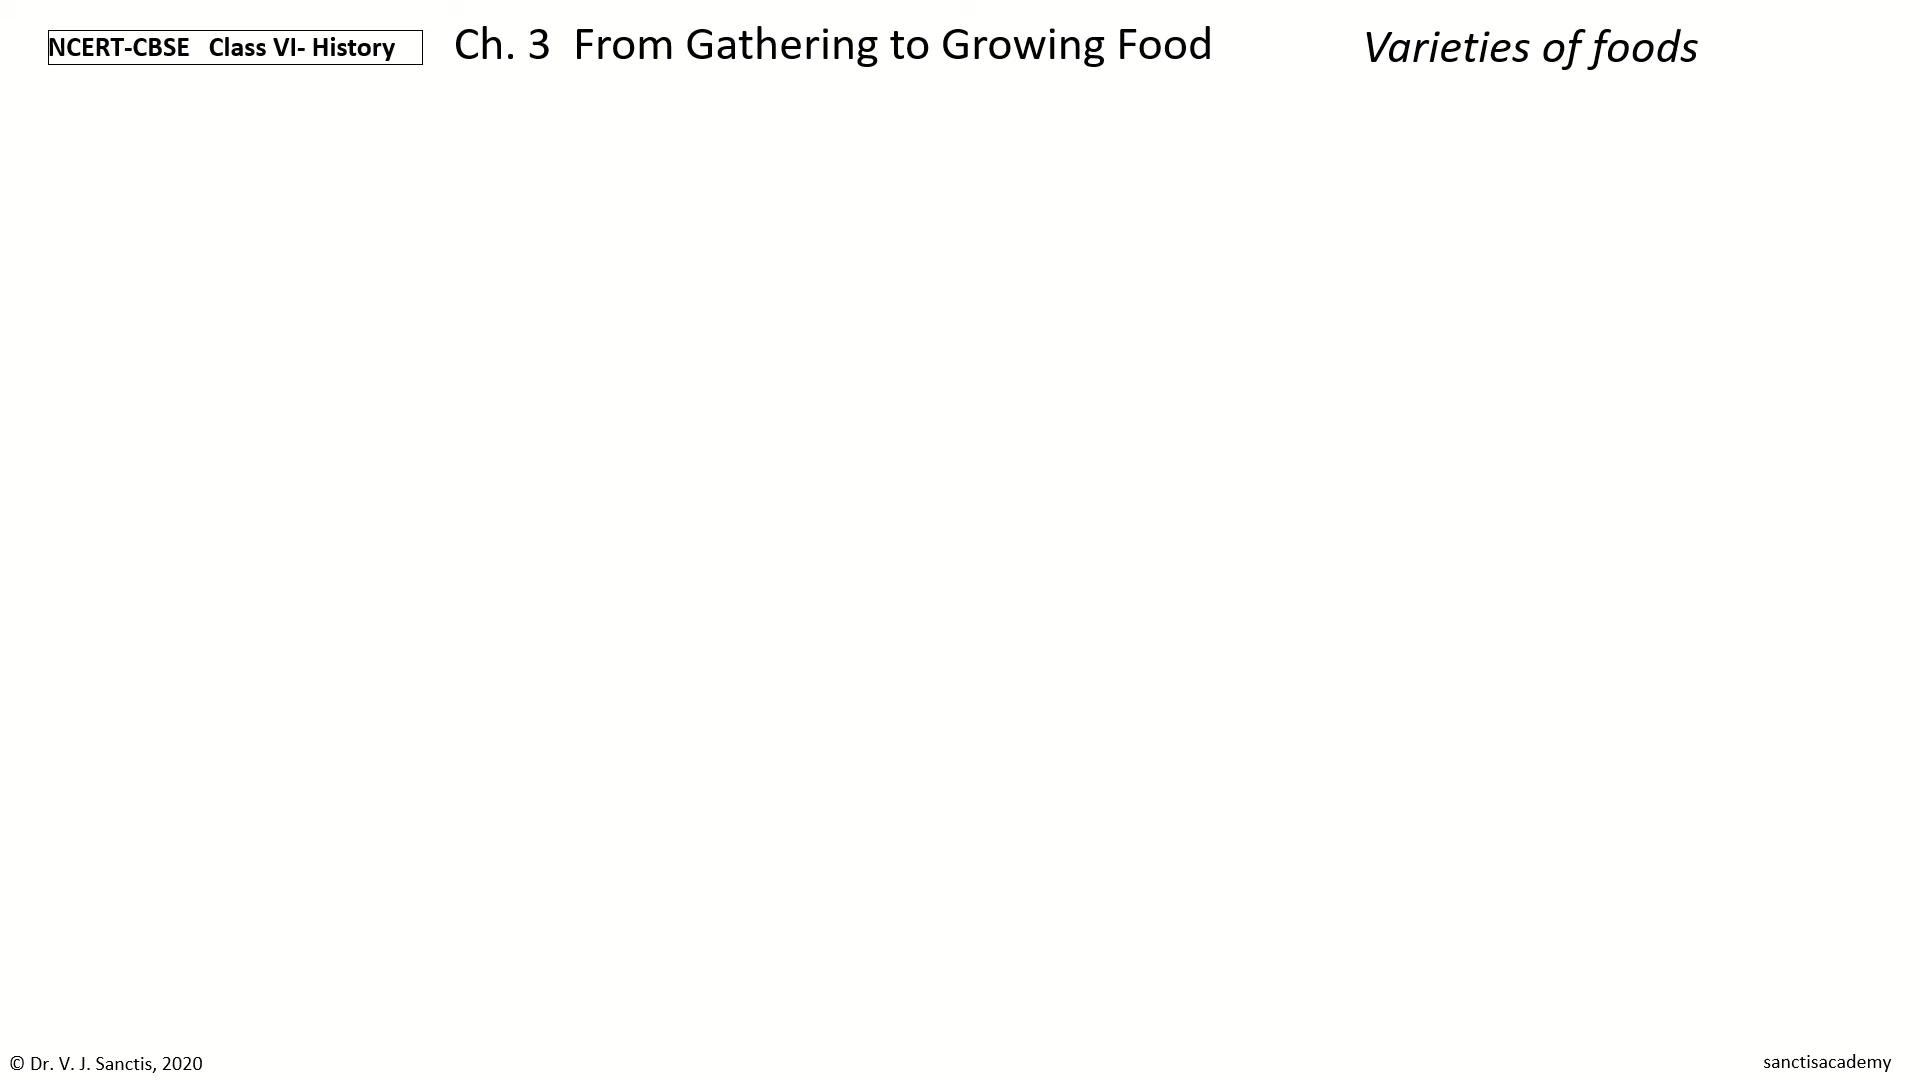 NCERT-CBSE Class VI- History
Ch. 3 From Gathering to Growing Food
Varieties of foods
© Dr. V. J. Sanctis, 2020
sanctisacademy